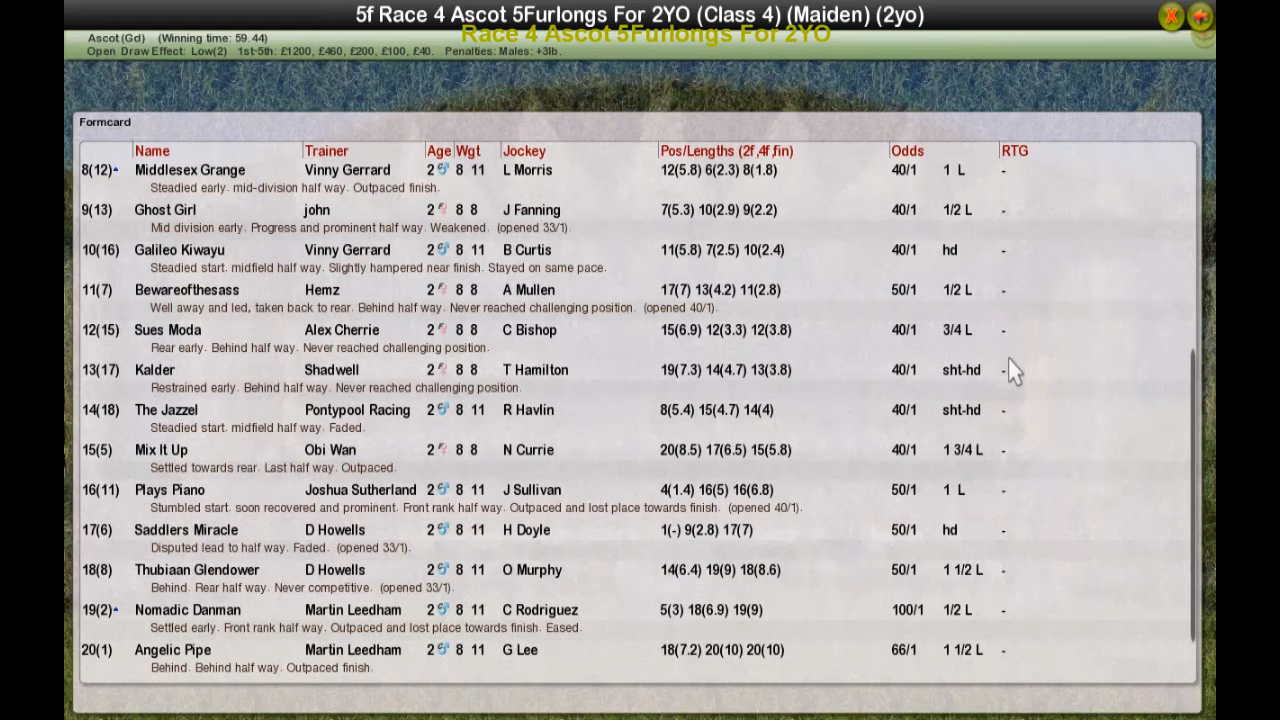 5f Race 4 Ascot 5Furlongs For 2YO (Class 4) (Maiden) (2yo)
Race 4 Ascot 5Furlongs For 2YO
Ascot (Gd) (Winning time: 59.44)
Open Draw Effect: Low(2) 1st-5th: £1200, £460, £200, £100, £40. Penalties: Males: +3lb.
Formcard
Name Trainer Age Wgt Jockey Pos/Lengths (2f,4f,fin) Odds RTG
8(12) Middlesex Grange Vinny Gerrard 2 8 11 L Morris 12(5.8) 6(2.3) 8(1.8) 40/1 1 L -
Steadied early. mid-division half way. Outpaced finish.
9(13) Ghost Girl john 2 8 8 J Fanning 7(5.3) 10(2.9) 9(2.2) 40/1 1/2 L -
Mid division early. Progress and prominent half way. Weakened. (opened 33/1).
10(16) Galileo Kiwayu Vinny Gerrard 2 8 11 B Curtis 11(5.8) 7(2.5) 10(2.4) 40/1 hd -
Steadied start. midfield half way. Slightly hampered near finish. Stayed on same pace.
11(7) Bewareofthesass Hemz 2 8 8 A Mullen 17(7) 13(4.2) 11(2.8) 50/1 1/2 L -
Well away and led, taken back to rear. Behind half way. Never reached challenging position. (opened 40/1).
12(15) Sues Moda Alex Cherrie 2 8 8 C Bishop 15(6.9) 12(3.3) 12(3.8) 40/1 3/4 L -
Rear early. Behind half way. Never reached challenging position.
13(17) Kalder Shadwell 2 8 8 T Hamilton 19(7.3) 14(4.7) 13(3.8) 40/1 sht-hd -
Restrained early. Behind half way. Never reached challenging position.
14(18) The Jazzel Pontypool Racing 2 8 11 R Havlin 8(5.4) 15(4.7) 14(4) 40/1 sht-hd -
Steadied start. midfield half way. Faded.
15(5) Mix It Up Obi Wan 2 8 8 N Currie 20(8.5) 17(6.5) 15(5.8) 40/1 1 3/4 L -
Settled towards rear. Last half way. Outpaced.
16(11) Plays Piano Joshua Sutherland 2 8 11 J Sullivan 4(1.4) 16(5) 16(6.8) 50/1 1 L -
Stumbled start. soon recovered and prominent. Front rank half way. Outpaced and lost place towards finish. (opened 40/1).
17(6) Saddlers Miracle D Howells 2 8 11 H Doyle 1(-) 9(2.8) 17(7) 50/1 hd -
Disputed lead to half way. Faded. (opened 33/1).
18(8) Thubiaan Glendower D Howells 2 8 11 O Murphy 14(6.4) 19(9) 18(8.6) 50/1 1 1/2 L -
Behind. Rear half way. Never competitive. (opened 33/1).
19(2) Nomadic Danman Martin Leedham 2 8 11 C Rodriguez 5(3) 18(6.9) 19(9) 100/1 1/2 L -
Settled early. Front rank half way. Outpaced and lost place towards finish. Eased.
20(1) Angelic Pipe Martin Leedham 2 8 11 G Lee 18(7.2) 20(10) 20(10) 66/1 1 1/2 L -
Behind. Behind half way. Outpaced finish.